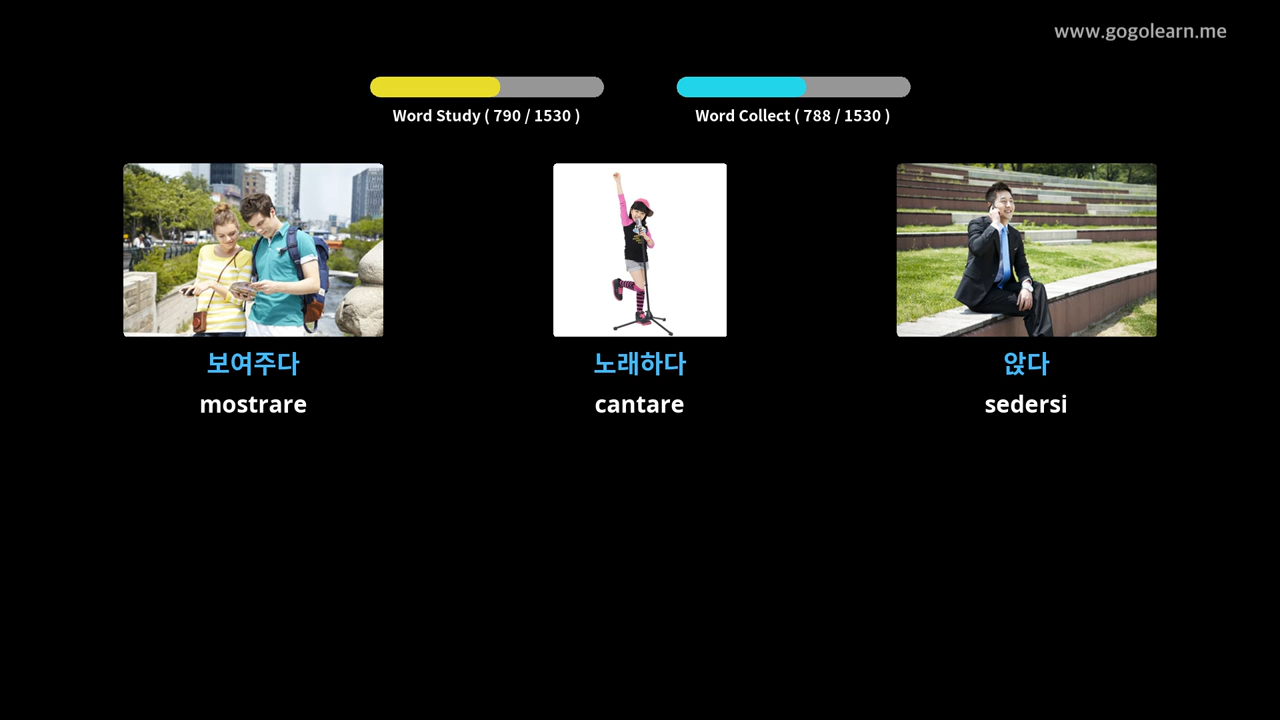 www.gogolearn.me
Word Study ( 790 / 1530 )
Word Collect ( 788 / 1530 )
보여주다
mostrare
노래하다
cantare
앉다
sedersi